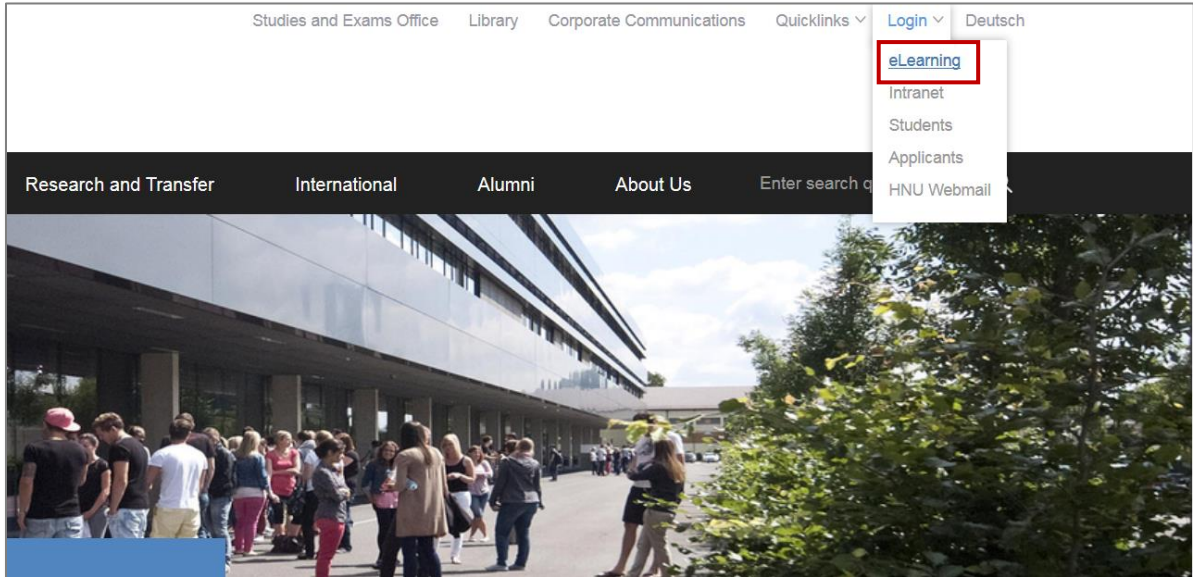 Studies and Exams Office Library Corporate Communications Quicklinks Login Deutsch
eLearning
Intranet
Students
Applicants
HNU Webmail
Research and Transfer International Alumni About Us Enter search q